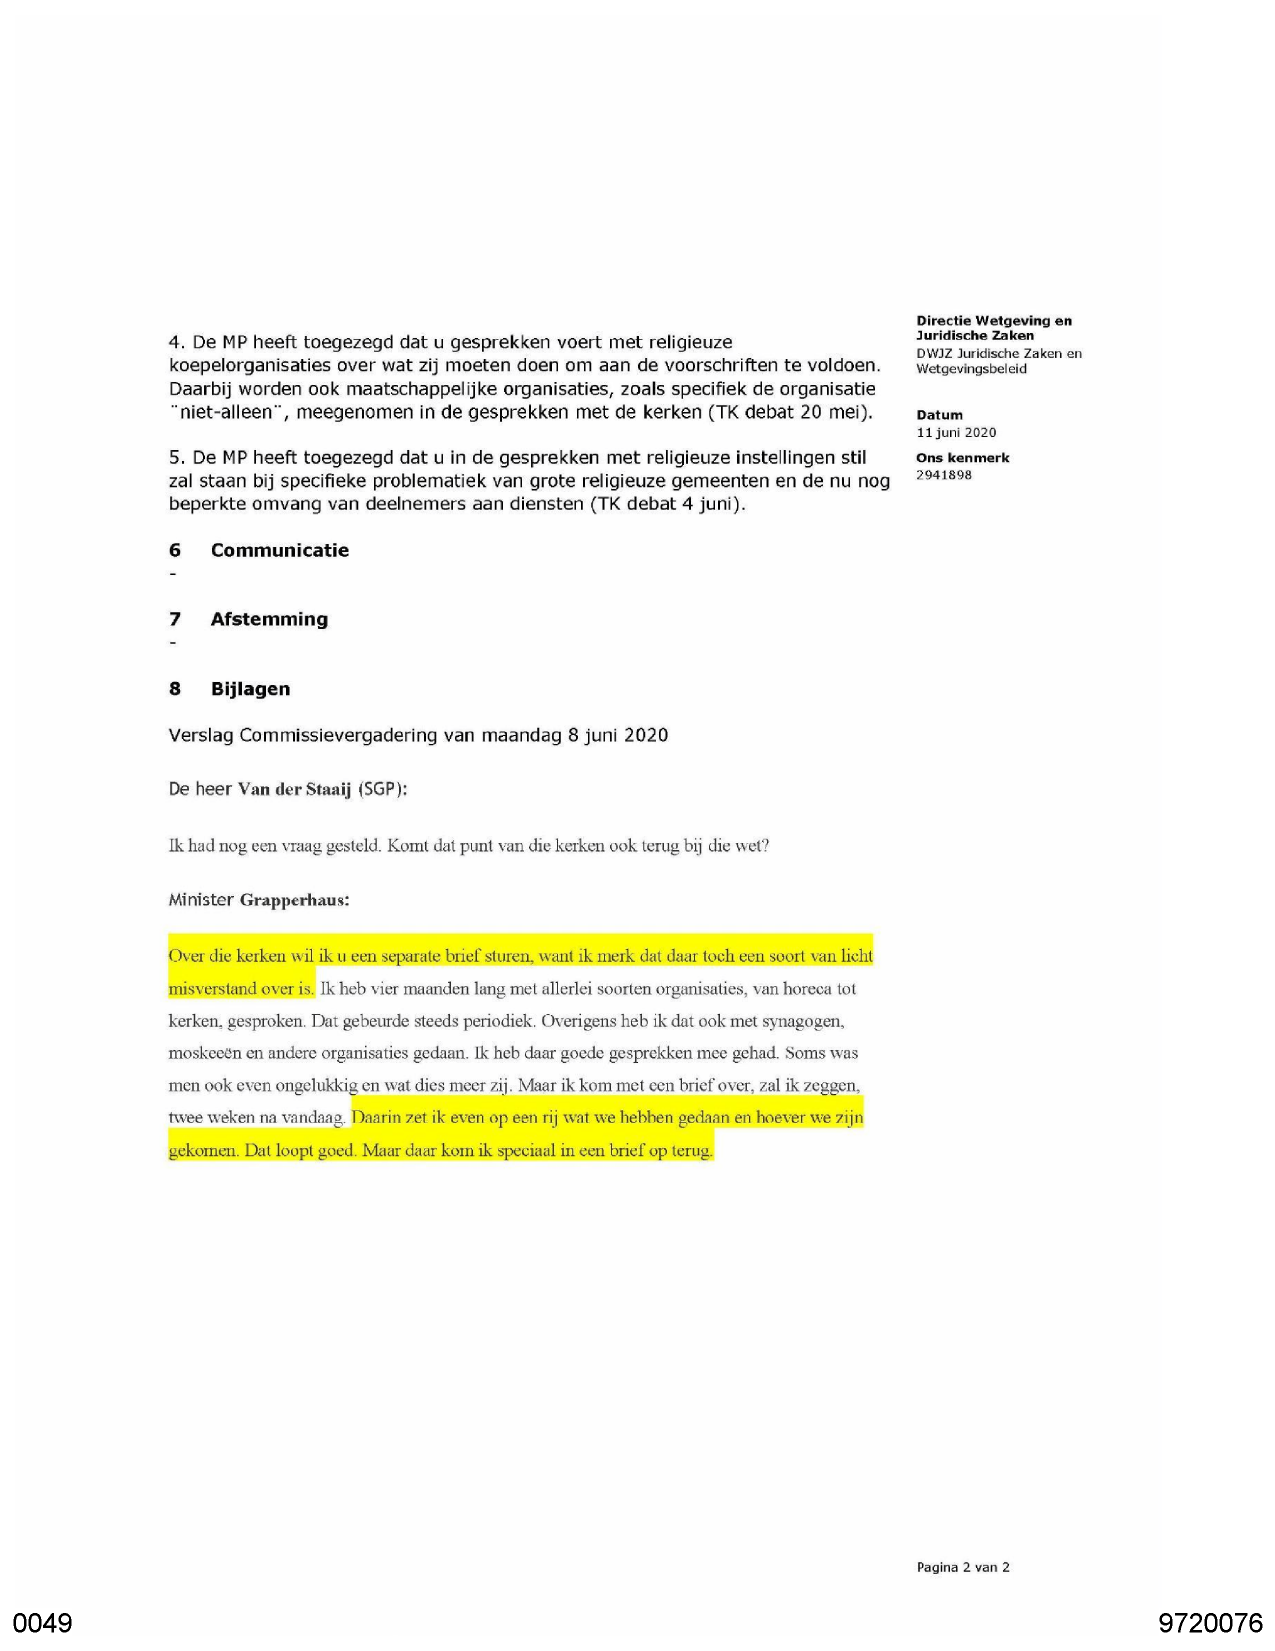 Directie Wetgeving en
Juridische Zaken
DWJZ Juridische Zaken en
Wetgevingsbeleid
Datum
11 juni 2020
Ons kenmerk
2941898
4. De MP heeft toegezegd dat u gesprekken voert met religieuze
koepelorganisaties over wat zij moeten doen om aan de voorschriften te voldoen.
Daarbij worden ook maatschappelijke organisaties, zoals specifiek de organisatie
¨niet-alleen¨, meegenomen in de gesprekken met de kerken (TK debat 20 mei).
5. De MP heeft toegezegd dat u in de gesprekken met religieuze instellingen stil
zal staan bij specifieke problematiek van grote religieuze gemeenten en de nu nog
beperkte omvang van deelnemers aan diensten (TK debat 4 juni).
6 Communicatie
-
7 Afstemming
-
8 Bijlagen
Verslag Commissievergadering van maandag 8 juni 2020
De heer Van der Staaij (SGP):
Ik had nog een vraag gesteld. Komt dat punt van die kerken ook terug bij die wet?
Minister Grapperhaus:
Over die kerken wil ik u een separate brief sturen, want ik merk dat daar toch een soort van licht
misverstand over is. Ik heb vier maanden lang met allerlei soorten organisaties, van horeca tot
kerken, gesproken. Dat gebeurde steeds periodiek. Overigens heb ik dat ook met synagogen,
moskeeën en andere organisaties gedaan. Ik heb daar goede gesprekken mee gehad. Soms was
men ook even ongelukkig en wat dies meer zij. Maar ik kom met een brief over, zal ik zeggen,
twee weken na vandaag. Daarin zet ik even op een rij wat we hebben gedaan en hoever we zijn
gekomen. Dat loopt goed. Maar daar kom ik speciaal in een brief op terug.
Pagina 2 van 2
0049
9720076